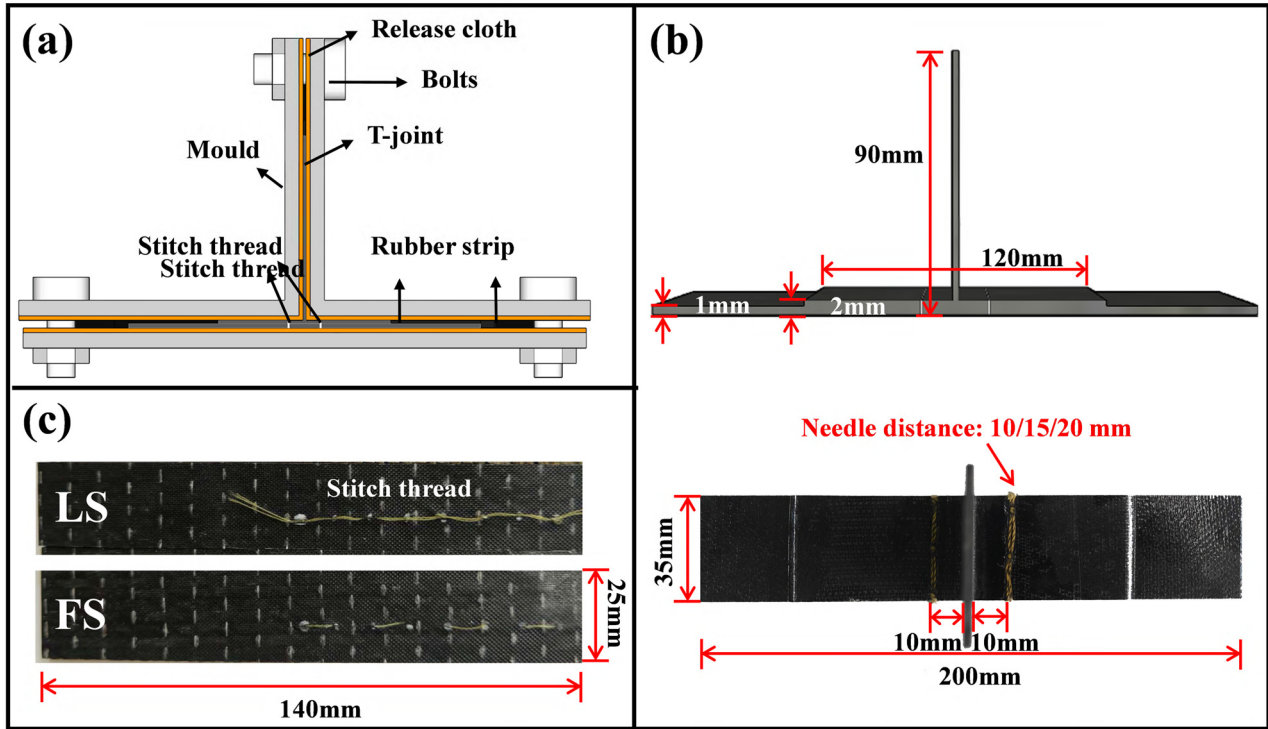 (a)
Release cloth
Bolts
T-joint
Mould
Stitch thread
Stitch thread
Rubber strip
(b)
90mm
120mm
1mm
2mm
Needle distance: 10/15/20 mm
35mm
10mm 10mm
200mm
(c)
LS
Stitch thread
FS
25mm
140mm